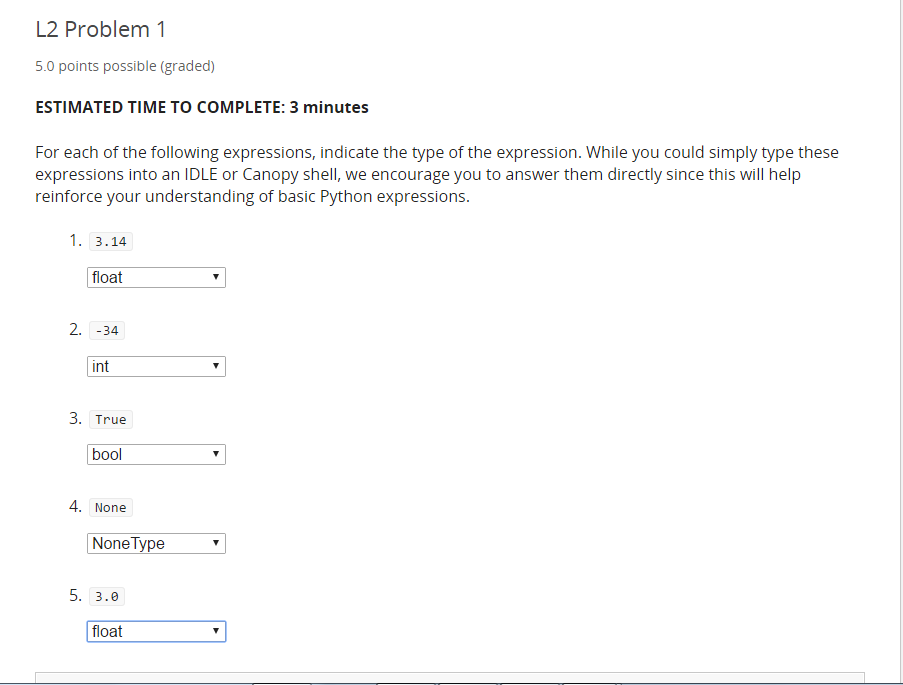 L2 Problem 1
5.0 points possible (graded)
ESTIMATED TIME TO COMPLETE: 3 minutes
For each of the following expressions, indicate the type of the expression. While you could simply type these
expressions into an IDLE or Canopy shell, we encourage you to answer them directly since this will help
reinforce your understanding of basic Python expressions.
1. 3.14
float
2. -34
int
3. True
bool
4. None
NoneType
5. 3.0
float